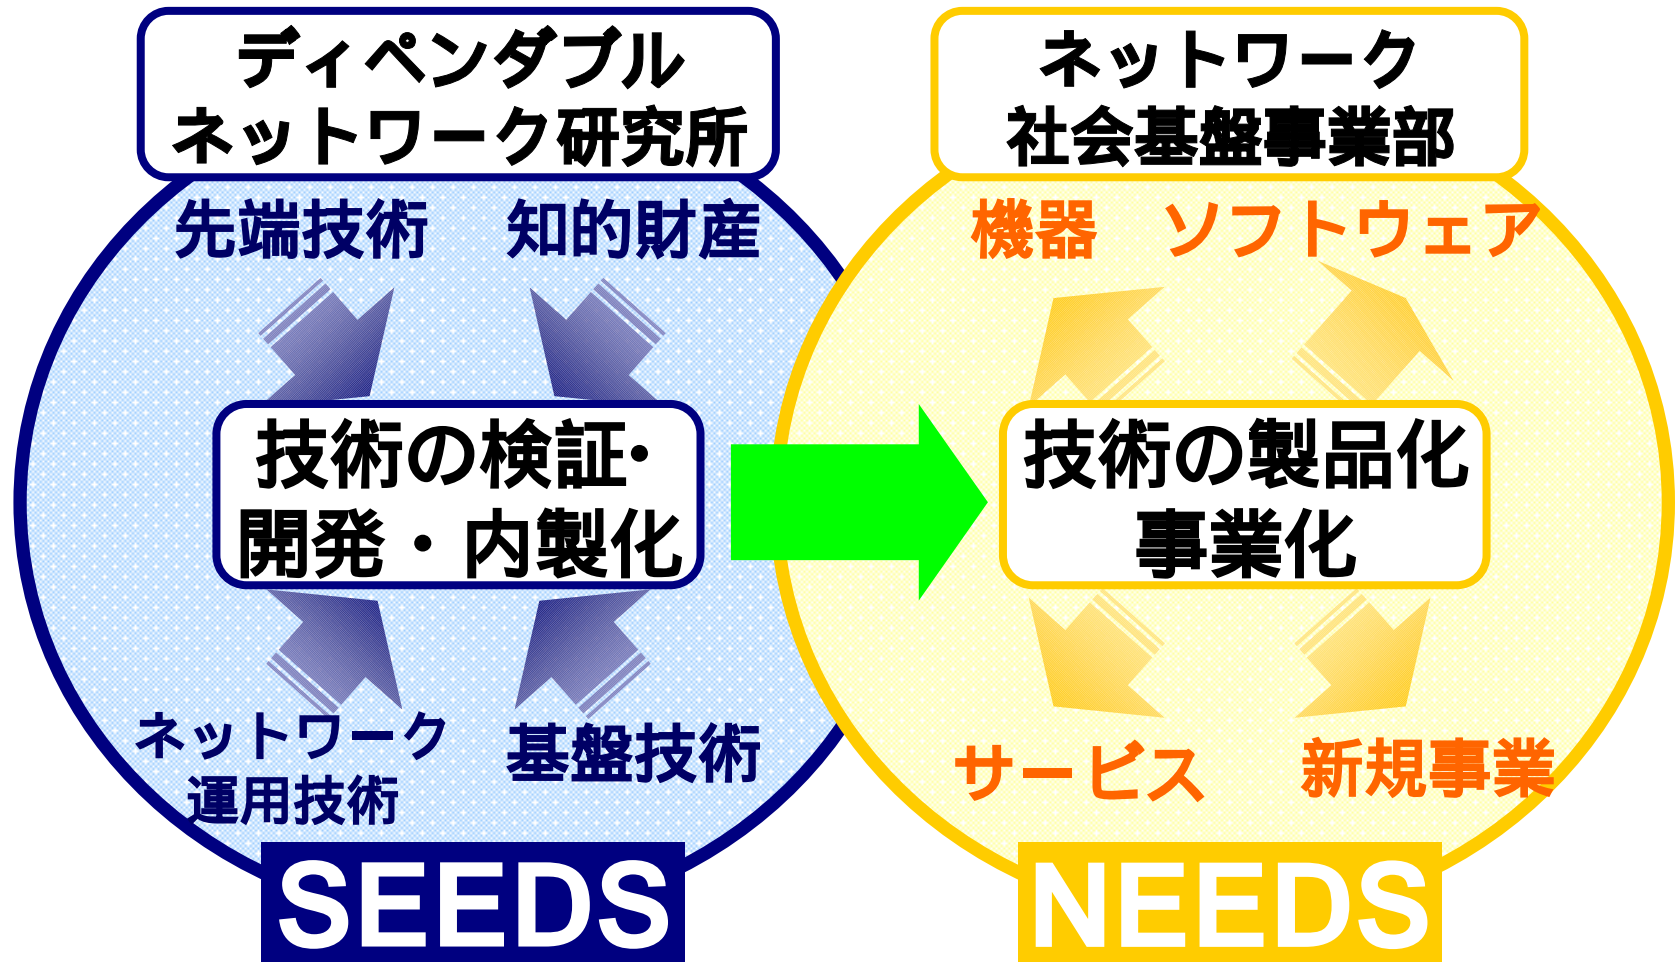 ディペンダブル
ネットワーク研究所
先端技術
知的財産
技術の検証・
開発・内製化
ネットワーク
運用技術
基盤技術
SEEDS
ネットワーク
社会基盤事業部
機器
ソフトウェア
技術の製品化
事業化
サービス
新規事業
NEEDS